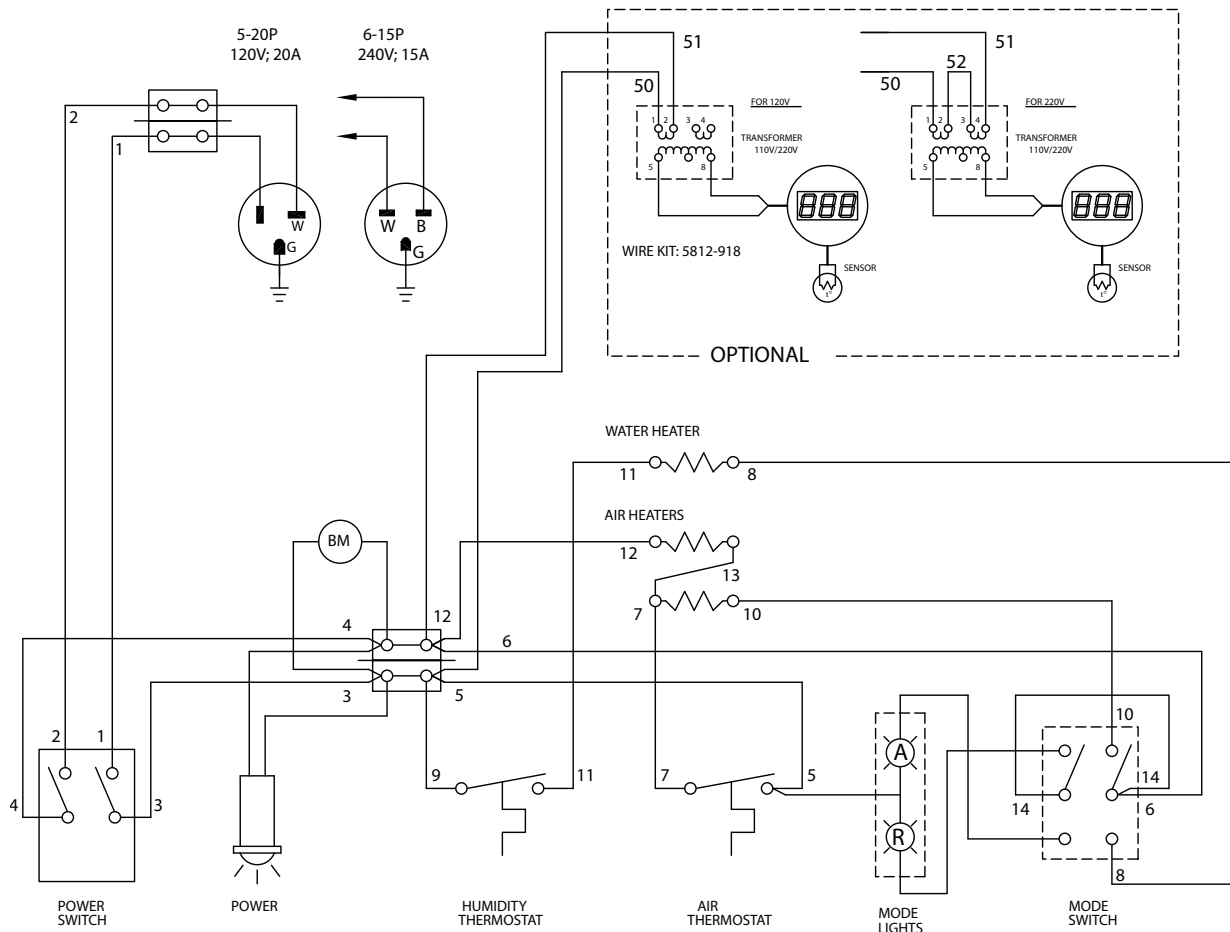 5-20P
120V; 20A
6-15P
240V; 15A
2
1
W
G
W
B
G
51
50
FOR 120V
1 2 3 4
5 8
TRANSFORMER
110V/220V
WIRE KIT: 5812-918
SENSOR
t°
51
52
50
FOR 220V
1 2 3 4
5 8
TRANSFORMER
110V/220V
SENSOR
t°
OPTIONAL
WATER HEATER
11
8
AIR HEATERS
12
13
7
10
BM
4
12
6
3
5
2
1
4
3
9
11
7
5
A
R
10
14
14
6
8
POWER
SWITCH
POWER
HUMIDITY
THERMOSTAT
AIR
THERMOSTAT
MODE
LIGHTS
MODE
SWITCH